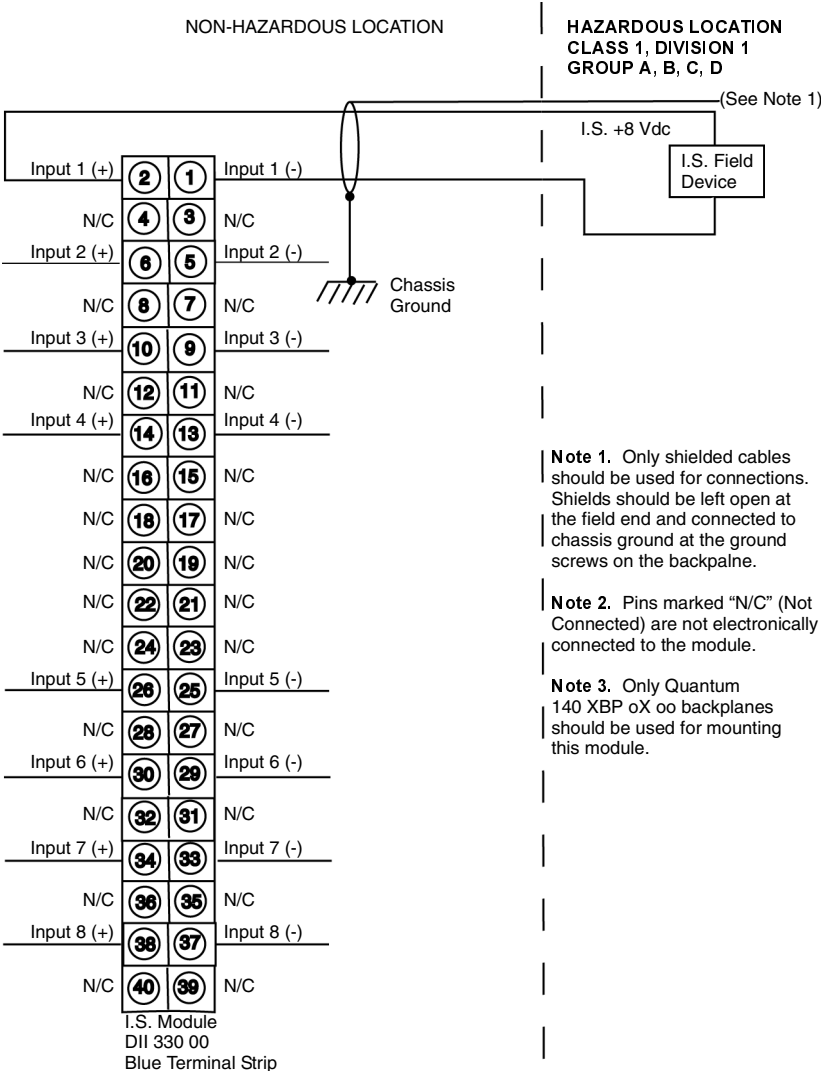 NON-HAZARDOUS LOCATION
HAZARDOUS LOCATION
CLASS 1, DIVISION 1
GROUP A, B, C, D
(See Note 1)
I.S. +8 Vdc
I.S. Field
Device
Input 1 (+) 2 1 Input 1 (-)
N/C 4 3 N/C
Input 2 (+) 6 5 Input 2 (-)
Chassis
Ground
N/C 8 7 N/C
Input 3 (+) 10 9 Input 3 (-)
N/C 12 11 N/C
Input 4 (+) 14 13 Input 4 (-)
N/C 16 15 N/C
N/C 18 17 N/C
N/C 20 19 N/C
N/C 22 21 N/C
N/C 24 23 N/C
Input 5 (+) 26 25 Input 5 (-)
N/C 28 27 N/C
Input 6 (+) 30 29 Input 6 (-)
N/C 32 31 N/C
Input 7 (+) 34 33 Input 7 (-)
N/C 36 35 N/C
Input 8 (+) 38 37 Input 8 (-)
N/C 40 39 N/C
I.S. Module
DII 330 00
Blue Terminal Strip
Note 1. Only shielded cables
should be used for connections.
Shields should be left open at
the field end and connected to
chassis ground at the ground
screws on the backpalne.
Note 2. Pins marked “N/C” (Not
Connected) are not electronically
connected to the module.
Note 3. Only Quantum
140 XBP oX oo backplanes
should be used for mounting
this module.